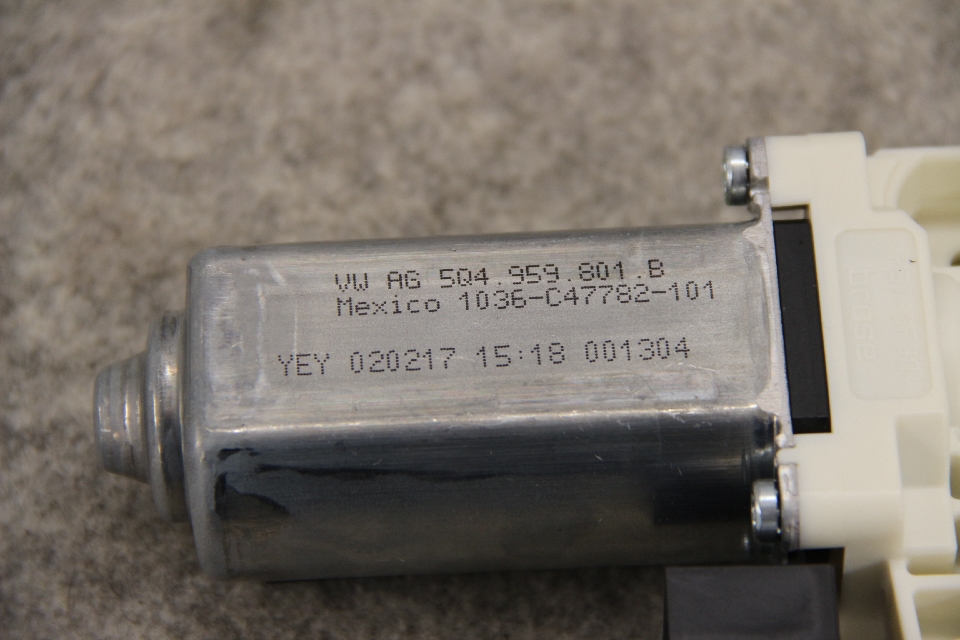 VW AG 5Q4.959.801.B
Mexico 1036-C47782-101
YEY 020217 15:18 001304